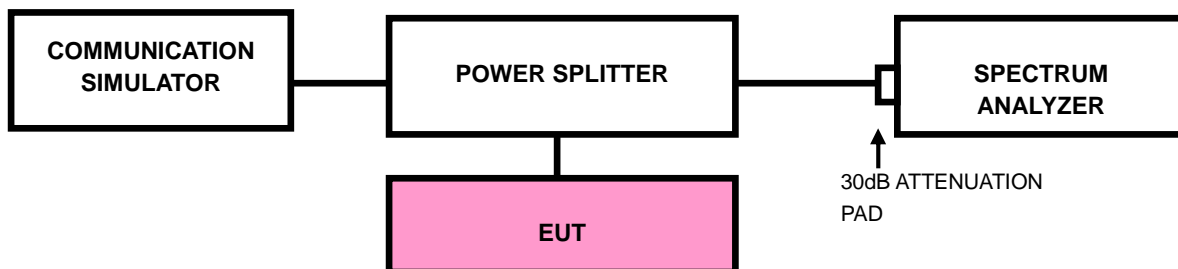 COMMUNICATION
SIMULATOR
POWER SPLITTER
SPECTRUM
ANALYZER
30dB ATTENUATION
PAD
EUT